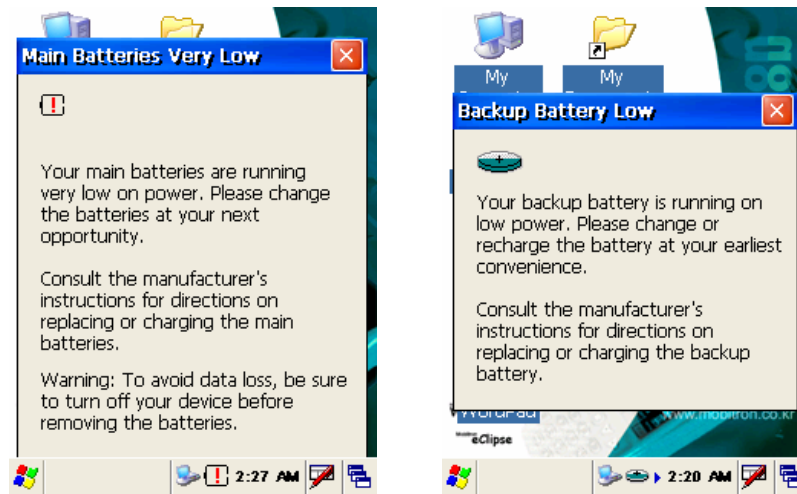 Main Batteries Very Low
Your main batteries are running
very low on power. Please change
the batteries at your next
opportunity.
Consult the manufacturer's
instructions for directions on
replacing or charging the main
batteries.
Warning: To avoid data loss, be sure
to turn off your device before
removing the batteries.
2:27 AM
My
My
Backup Battery Low
Your backup battery is running on
low power. Please change or
recharge the battery at your earliest
convenience.
Consult the manufacturer's
instructions for directions on
replacing or charging the backup
battery.
WordPad
www.mobitron.co.kr
eClipse
2:20 AM